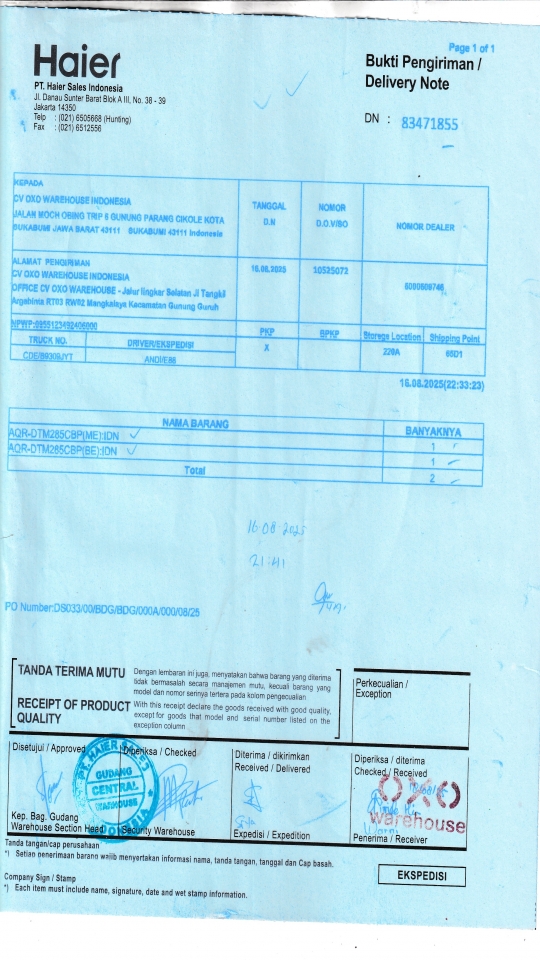 Page 1 of 1
Haier
PT. Haier Sales Indonesia
Jl. Danau Sunter Barat Blok A III, No. 38 - 39
Jakarta 14350
Telp : (021) 6505668 (Hunting)
Fax : (021) 6512556
Bukti Pengiriman /
Delivery Note
DN : 83471855
KEPADA
CV OXO WAREHOUSE INDONESIA
JALAN MOCH OBING TRIP 5 GUNUNG PARANG CIKOLE KOTA
SUKABUMI JAWA BARAT 43111 SUKABUMI 43111 Indonesia
TANGGAL
D.N
NOMOR
D.O.V/SO
NOMOR DEALER
ALAMAT PENGIRIMAN
CV OXO WAREHOUSE INDONESIA
OFFICE CV OXO WAREHOUSE - Jalur lingkar Selatan Jl Tangkil
Argabinta RT03 RW02 Mangkalaya Kecamatan Gunung Guruh
16.08.2025
10525072
NPWP:0955123492406000
TRUCK NO.
DRIVER/EKSPEDISI
PKP
BPKP
Storage Location
Shipping Point
ANDI/E88
X
220A
65D1
16.08.2025(22:33:23)
NAMA BARANG
BANYAKNYA
AQR-DTM285CBP(ME):IDN
1
AQR-DTM285CBP(BE):IDN
1
Total
2
16.08 2025
21:41
PO Number:DS033/00/BDG/BDG/000A/000/08/25
TANDA TERIMA MUTU
Dengan lembaran ini juga, menyatakan bahwa barang yang diterima
tidak bermasalah secara manajemen mutu, kecuali barang yang
model dan nomor serinya tertera pada kolom pengecualian.
RECEIPT OF PRODUCT
QUALITY
With this receipt declare the goods received with good quality,
except for goods that model and serial number listed on the
exception column
Perkecualian /
Exception
Disetujui / Approved
Diperiksa / Checked
Diterima / dikirimkan
Received / Delivered
Diperiksa / diterima
Checked / Received
PT. HAIER SALES
GUDANG
CENTRAL
WAREHOUSE
INDONESIA
OXO
warehouse
Kep. Bag. Gudang
Warehouse Section Head
Security Warehouse
Expedisi / Expedition
Penerima / Receiver
Tanda tangan/cap perusahaan
*) Setian penerimaan barang wajib menyertakan informasi nama, tanda tangan, tanggal dan Cap basah.
Company Sign / Stamp
*) Each item must include name, signature, date and wet stamp information.
EKSPEDISI